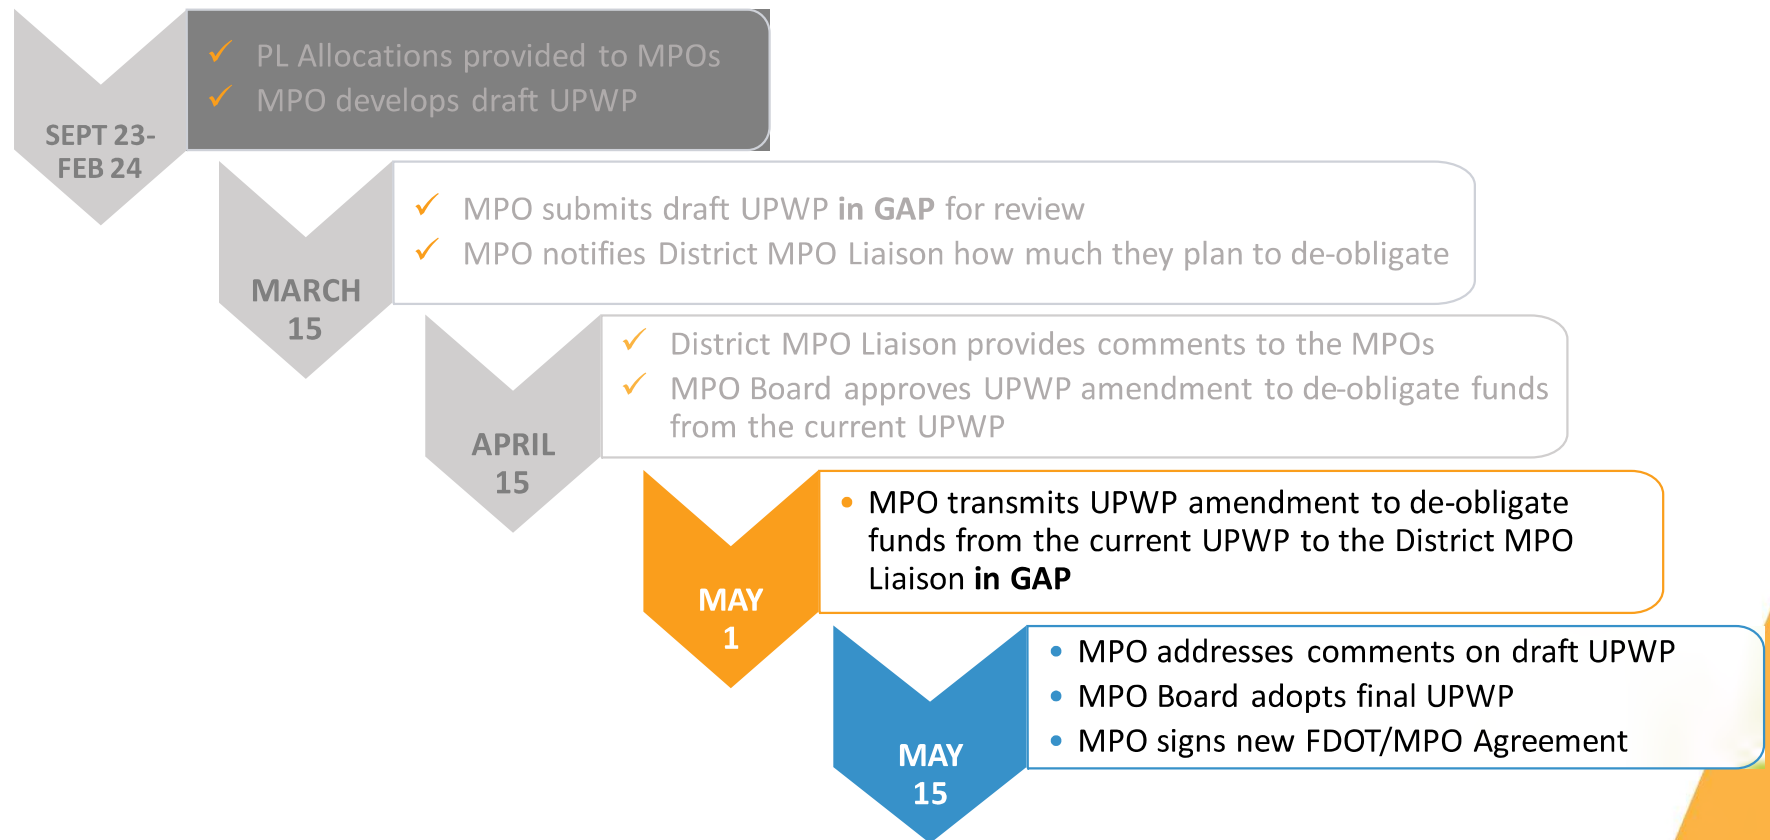 PL Allocations provided to MPOs
MPO develops draft UPWP
SEPT 23-
FEB 24
MPO submits draft UPWP in GAP for review
MPO notifies District MPO Liaison how much they plan to de-obligate
MARCH
15
District MPO Liaison provides comments to the MPOs
MPO Board approves UPWP amendment to de-obligate funds
from the current UPWP
APRIL
15
MPO transmits UPWP amendment to de-obligate
funds from the current UPWP to the District MPO
Liaison in GAP
MAY
1
MPO addresses comments on draft UPWP
MPO Board adopts final UPWP
MPO signs new FDOT/MPO Agreement
MAY
15